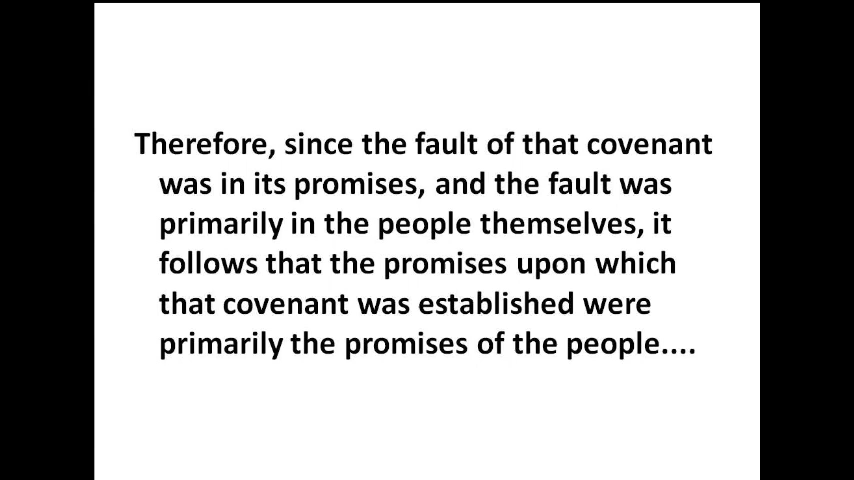 Therefore, since the fault of that covenant
was in its promises, and the fault was
primarily in the people themselves, it
follows that the promises upon which
that covenant was established were
primarily the promises of the people....